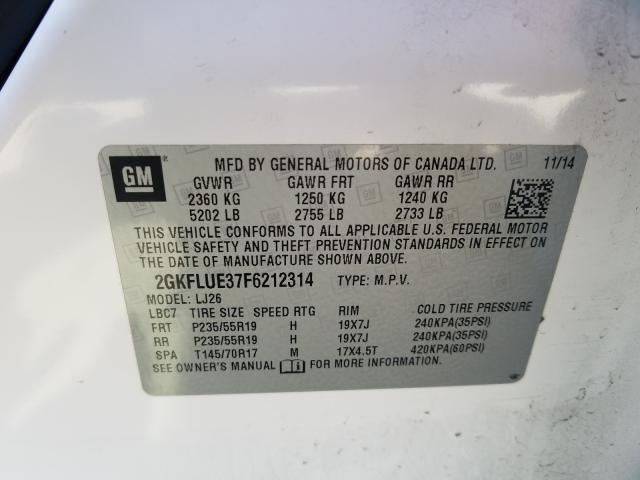 GM
MFD BY GENERAL MOTORS OF CANADA LTD. 11/14
GVWR GAWR FRT GAWR RR
2360 KG 1250 KG 1240 KG
5202 LB 2755 LB 2733 LB
THIS VEHICLE CONFORMS TO ALL APPLICABLE U.S. FEDERAL MOTOR
VEHICLE SAFETY AND THEFT PREVENTION STANDARDS IN EFFECT ON
THE DATE OF MANUFACTURE SHOWN ABOVE.
2GKFLUE37F6212314 TYPE: M.P.V.
MODEL: LJ26
LBC7 TIRE SIZE SPEED RTG RIM COLD TIRE PRESSURE
FRT P235/55R19 H 19X7J 240KPA(35PSI)
RR P235/55R19 H 19X7J 240KPA(35PSI)
SPA T145/70R17 M 17X4.5T 420KPA(60PSI)
SEE OWNER'S MANUAL FOR MORE INFORMATION.